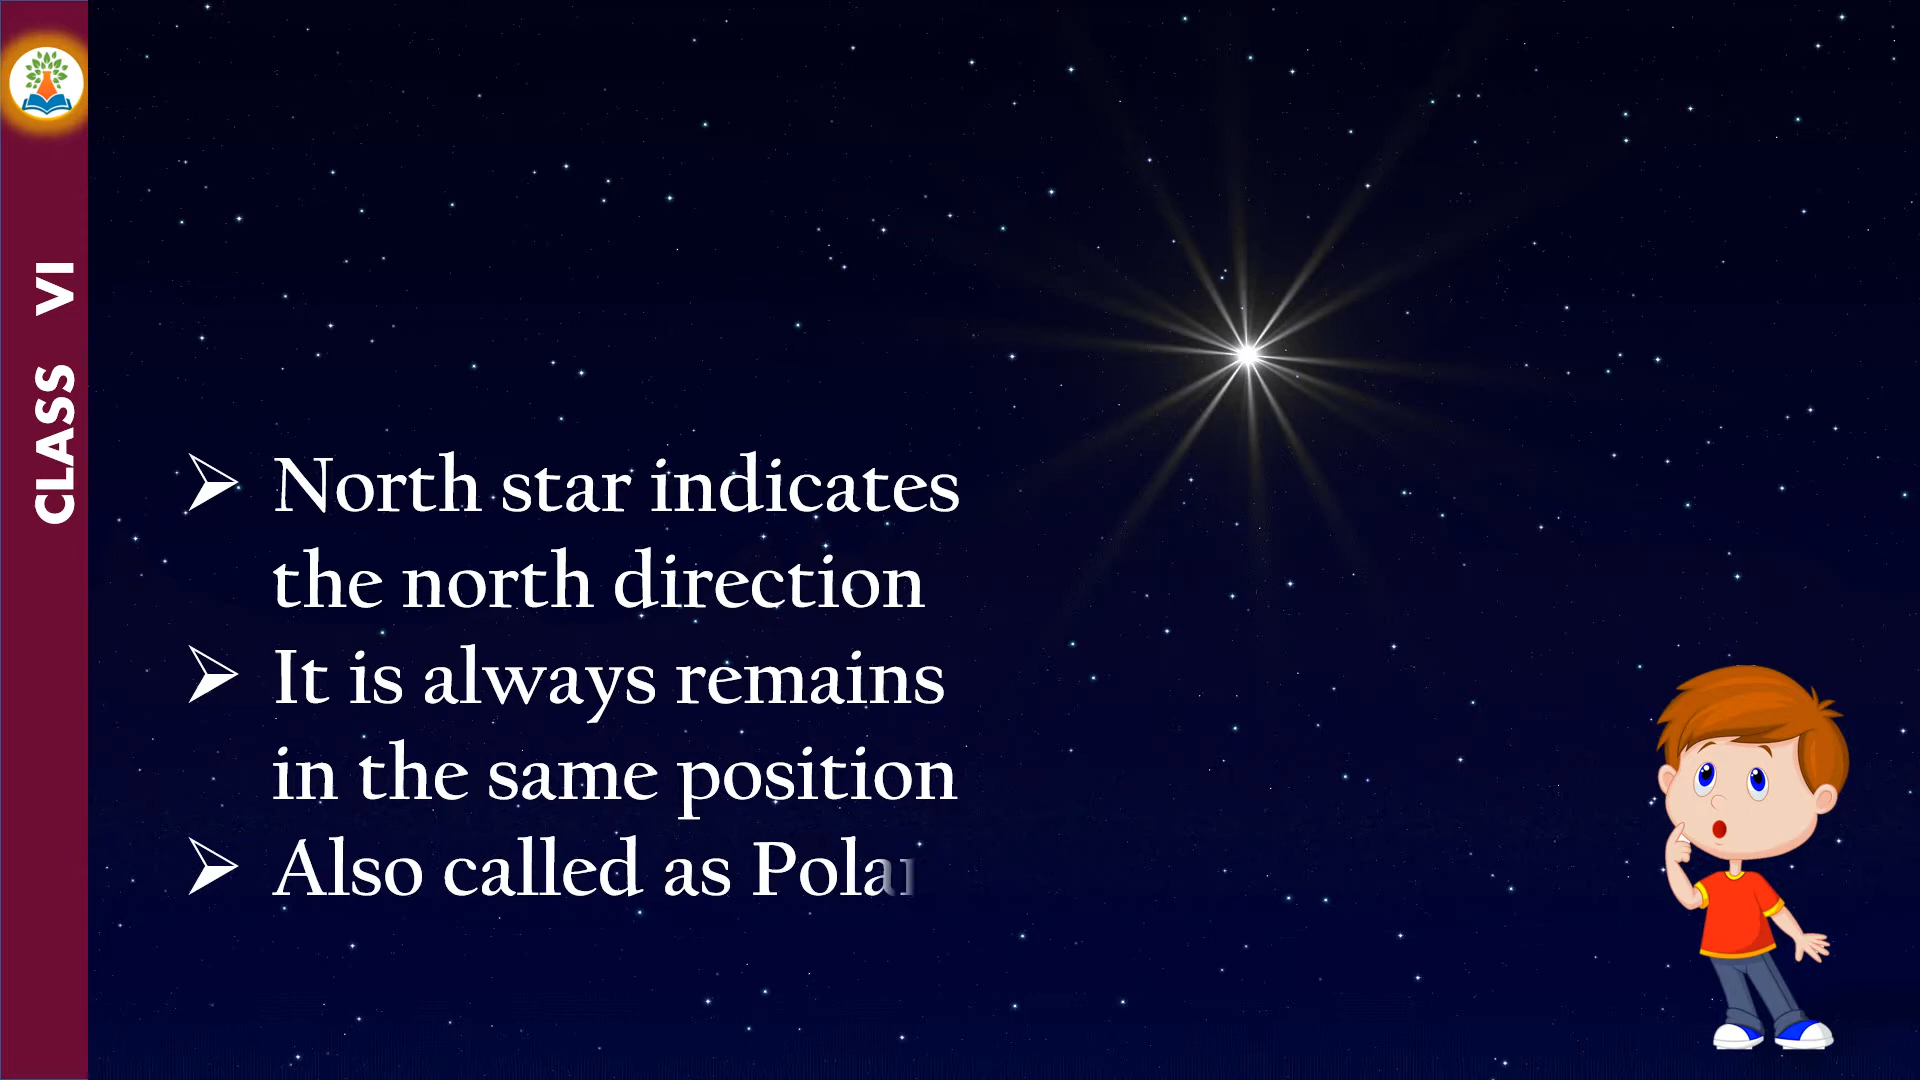 CLASS VI
➢ North star indicates
the north direction
➢ It is always remains
in the same position
➢ Also called as Polar